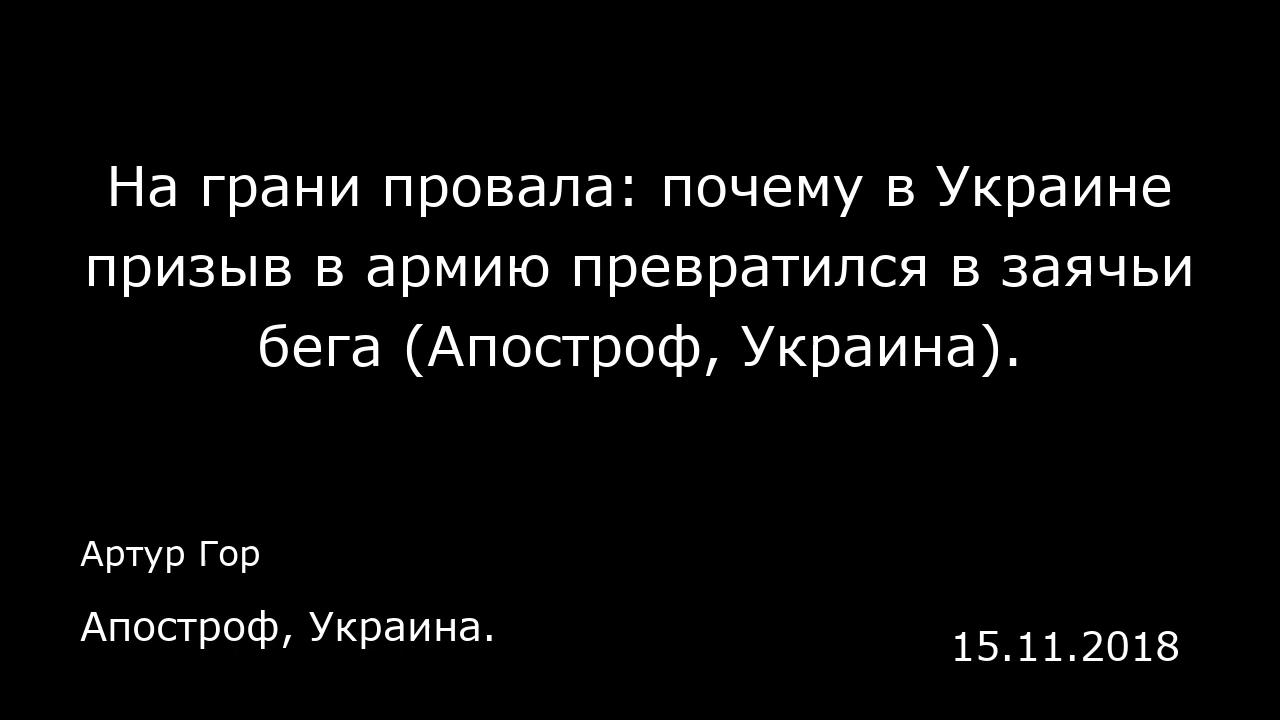 На грани провала: почему в Украине
призыв в армию превратился в заячьи
бега (Апостроф, Украина).
Артур Гор
Апостроф, Украина.
15.11.2018